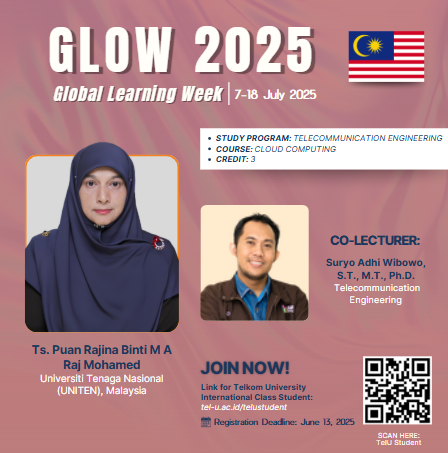 GLOW 2025
Global Learning Week | 7-18 July 2025
• STUDY PROGRAM: TELECOMMUNICATION ENGINEERING
• COURSE: CLOUD COMPUTING
• CREDIT: 3
CO-LECTURER:
Suryo Adhi Wibowo,
S.T., M.T., Ph.D.
Telecommunication
Engineering
Ts. Puan Rajina Binti M A
Raj Mohamed
Universiti Tenaga Nasional
(UNITEN), Malaysia
JOIN NOW!
Link for Telkom University
International Class Student:
tel-u.ac.id/telustudent
Registration Deadline: June 13, 2025
SCAN HERE:
TelU Student